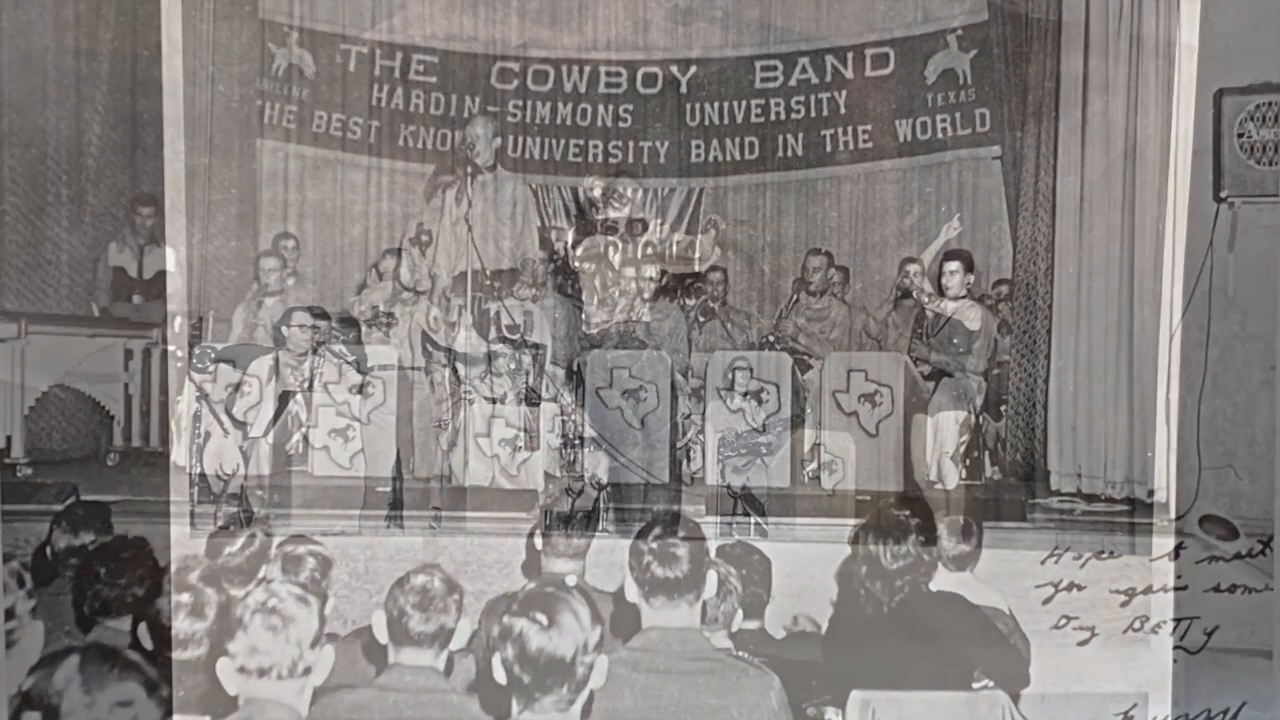 THE COWBOY BAND
HARDIN-SIMMONS UNIVERSITY
TEXAS
THE BEST UNIVERSITY BAND IN THE WORLD
Hope to meet
you again some
Day BETTy